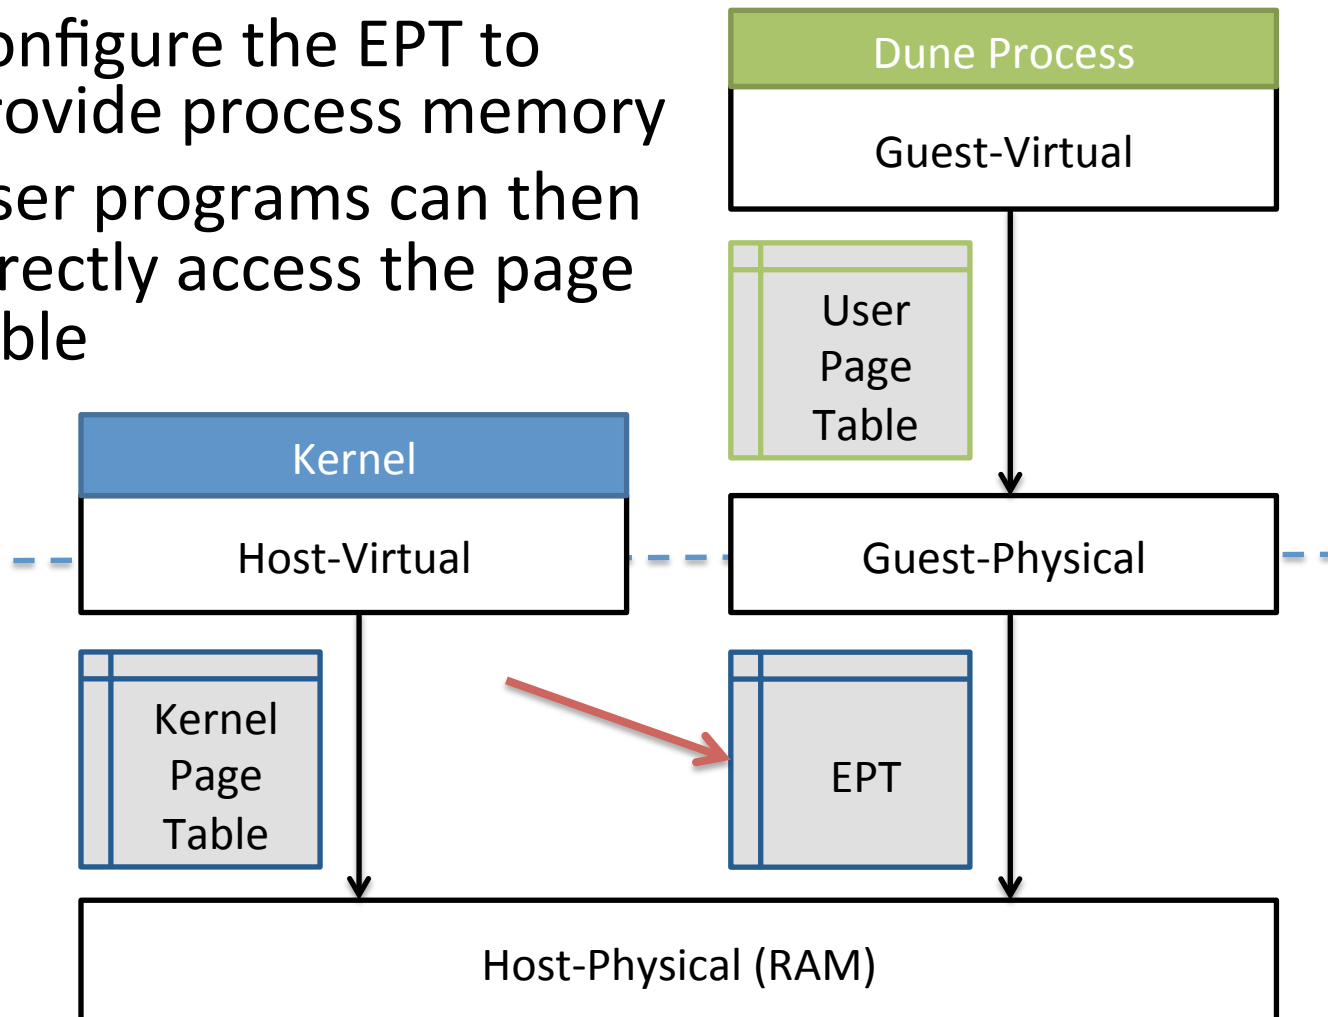 onfigure the EPT to
rovide process memory
ser programs can then
rectly access the page
ble
Dune Process
Guest-Virtual
User
Page
Table
Kernel
Host-Virtual
Guest-Physical
Kernel
Page
Table
EPT
Host-Physical (RAM)